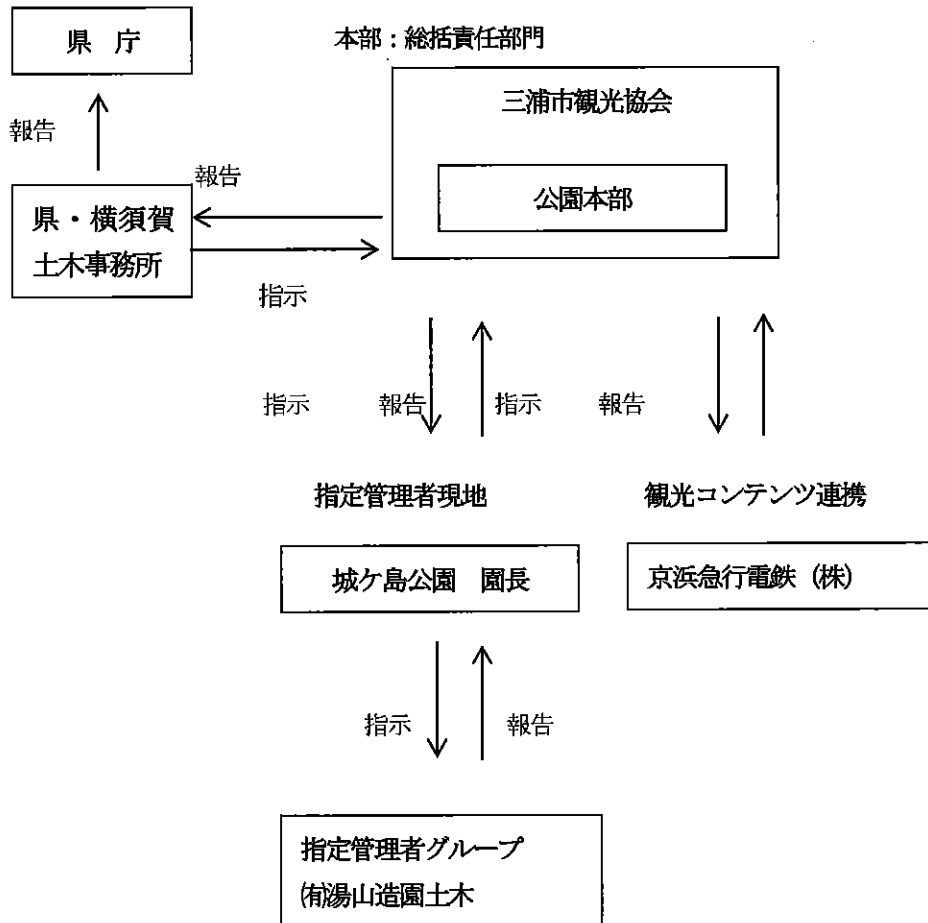 県 庁
本部：総括責任部門
三浦市観光協会
公園本部
報告
報告
県・横須賀
土木事務所
指示
指示 報告 指示 報告
指定管理者現地
観光コンテンツ連携
城ケ島公園 園長
京浜急行電鉄（株）
指示 報告
指定管理者グループ
㈲湯山造園土木